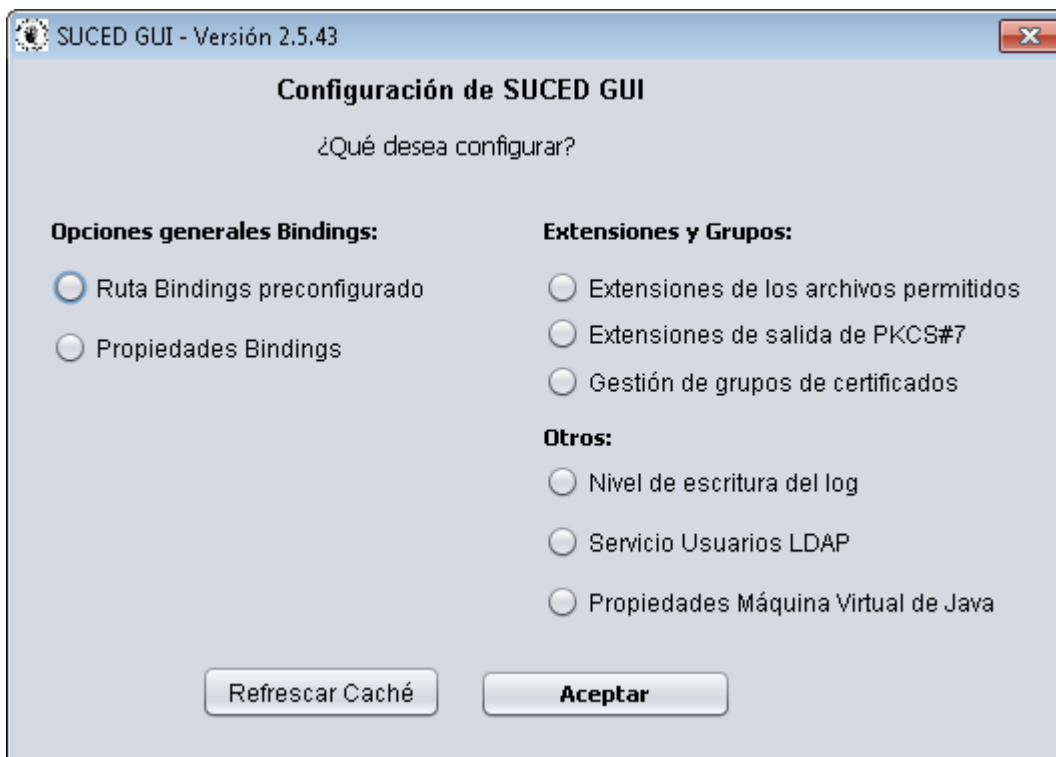 SUCED GUI - Versión 2.5.43
Configuración de SUCED GUI
¿Qué desea configurar?
Opciones generales Bindings:
Ruta Bindings preconfigurado
Propiedades Bindings
Extensiones y Grupos:
Extensiones de los archivos permitidos
Extensiones de salida de PKCS#7
Gestión de grupos de certificados
Otros:
Nivel de escritura del log
Servicio Usuarios LDAP
Propiedades Máquina Virtual de Java
Refrescar Caché
Aceptar